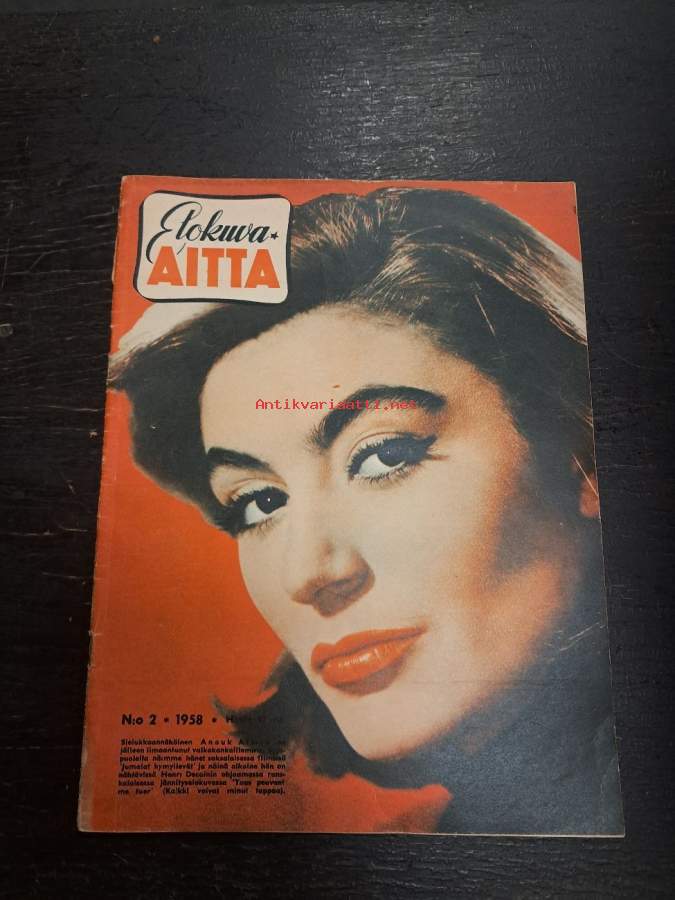 Elokuva
AITTA
Antikvariaatti.net
N:o 2 ★ 1958 ★
Sielukkaannäköinen Anouk
jälleen ilmaantunut valkokankaillemme.
puolella näimme hänet saksalaisessa filmissä
'Jumalat hymyilevät' ja näinä aikoina hän on
nähtävissä Henri Decoinin ohjaamassa rans-
kalaisessa jännityselokuvassa 'Tous peuvent
me tuer' (Kaikki voivat minut tappaa).